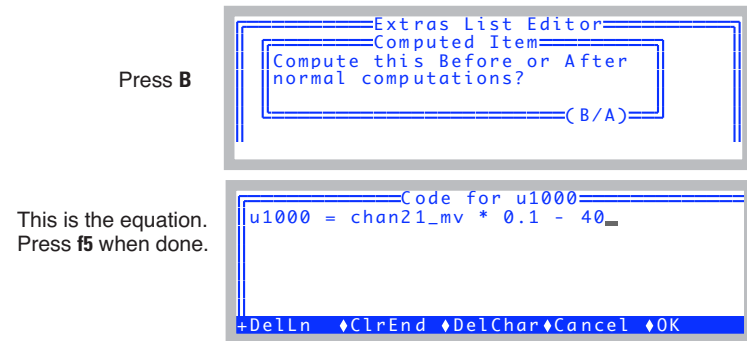 Extras List Editor
Computed Item
Press B
Compute this Before or After
normal computations?
(B/A)
This is the equation.
Press f5 when done.
Code for u1000
u1000 = chan21_mv * 0.1 - 40_
+DelLn ♦ClrEnd ♦DelChar♦Cancel ♦OK